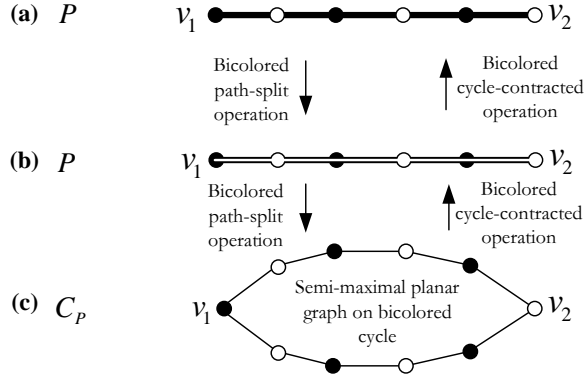 (a) P v1 v2
Bicolored
path-split
operation
Bicolored
cycle-contracted
operation
(b) P v1 v2
Bicolored
path-split
operation
Bicolored
cycle-contracted
operation
(c) CP v1 v2
Semi-maximal planar
graph on bicolored
cycle